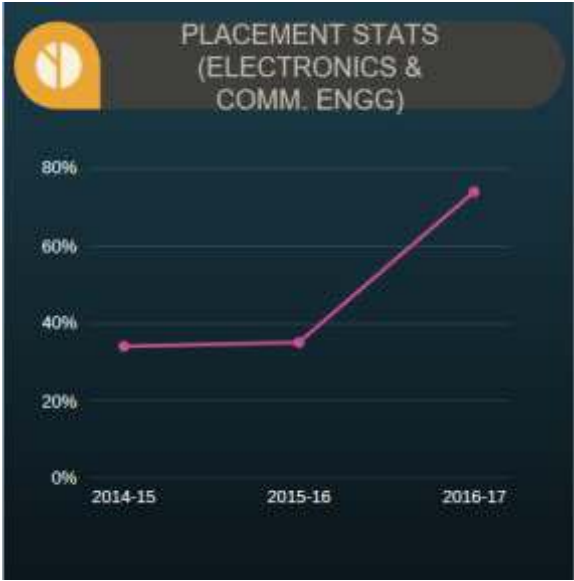 PLACEMENT STATS
(ELECTRONICS &
COMM. ENGG)
80%
60%
40%
20%
0%
2014-15 2015-16 2016-17